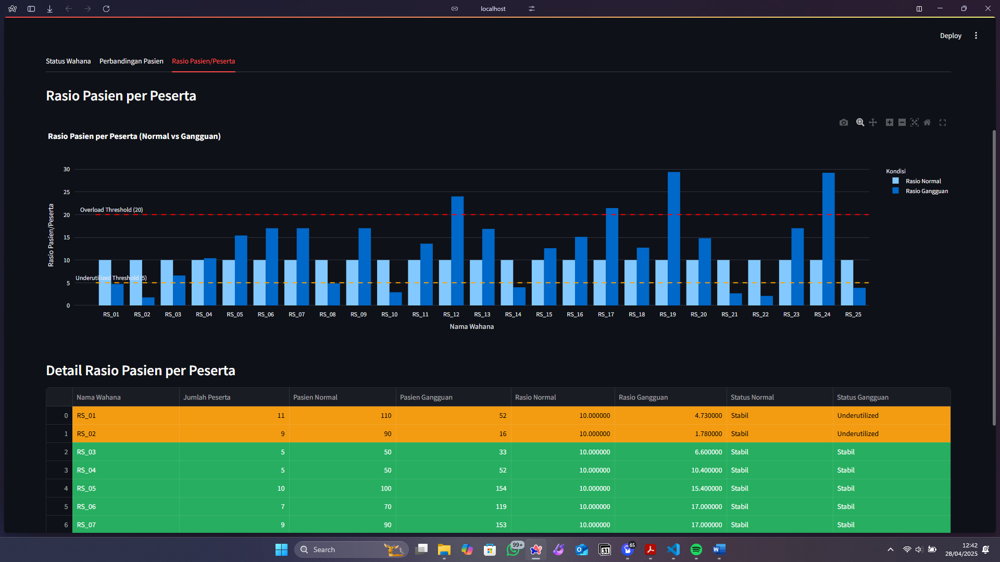 localhost
Deploy
Status Wahana Perbandingan Pasien Rasio Pasien/Peserta
Rasio Pasien per Peserta
Rasio Pasien per Peserta (Normal vs Gangguan)
Kondisi
Rasio Normal
Rasio Gangguan
Rasio Pasien/Peserta
30
25
20
15
10
5
0
Overload Threshold (20)
Underutilized Threshold (5)
RS_01 RS_02 RS_03 RS_04 RS_05 RS_06 RS_07 RS_08 RS_09 RS_10 RS_11 RS_12 RS_13 RS_14 RS_15 RS_16 RS_17 RS_18 RS_19 RS_20 RS_21 RS_22 RS_23 RS_24 RS_25
Nama Wahana
Detail Rasio Pasien per Peserta
Nama Wahana Jumlah Peserta Pasien Normal Pasien Gangguan Rasio Normal Rasio Gangguan Status Normal Status Gangguan
0 RS_01 11 110 52 10.000000 4.730000 Stabil Underutilized
1 RS_02 9 90 16 10.000000 1.780000 Stabil Underutilized
2 RS_03 5 50 33 10.000000 6.600000 Stabil Stabil
3 RS_04 5 50 52 10.000000 10.400000 Stabil Stabil
4 RS_05 10 100 154 10.000000 15.400000 Stabil Stabil
5 RS_06 7 70 119 10.000000 17.000000 Stabil Stabil
6 RS_07 9 90 153 10.000000 17.000000 Stabil Stabil
Search
99+
31
65
12:42
28/04/2025